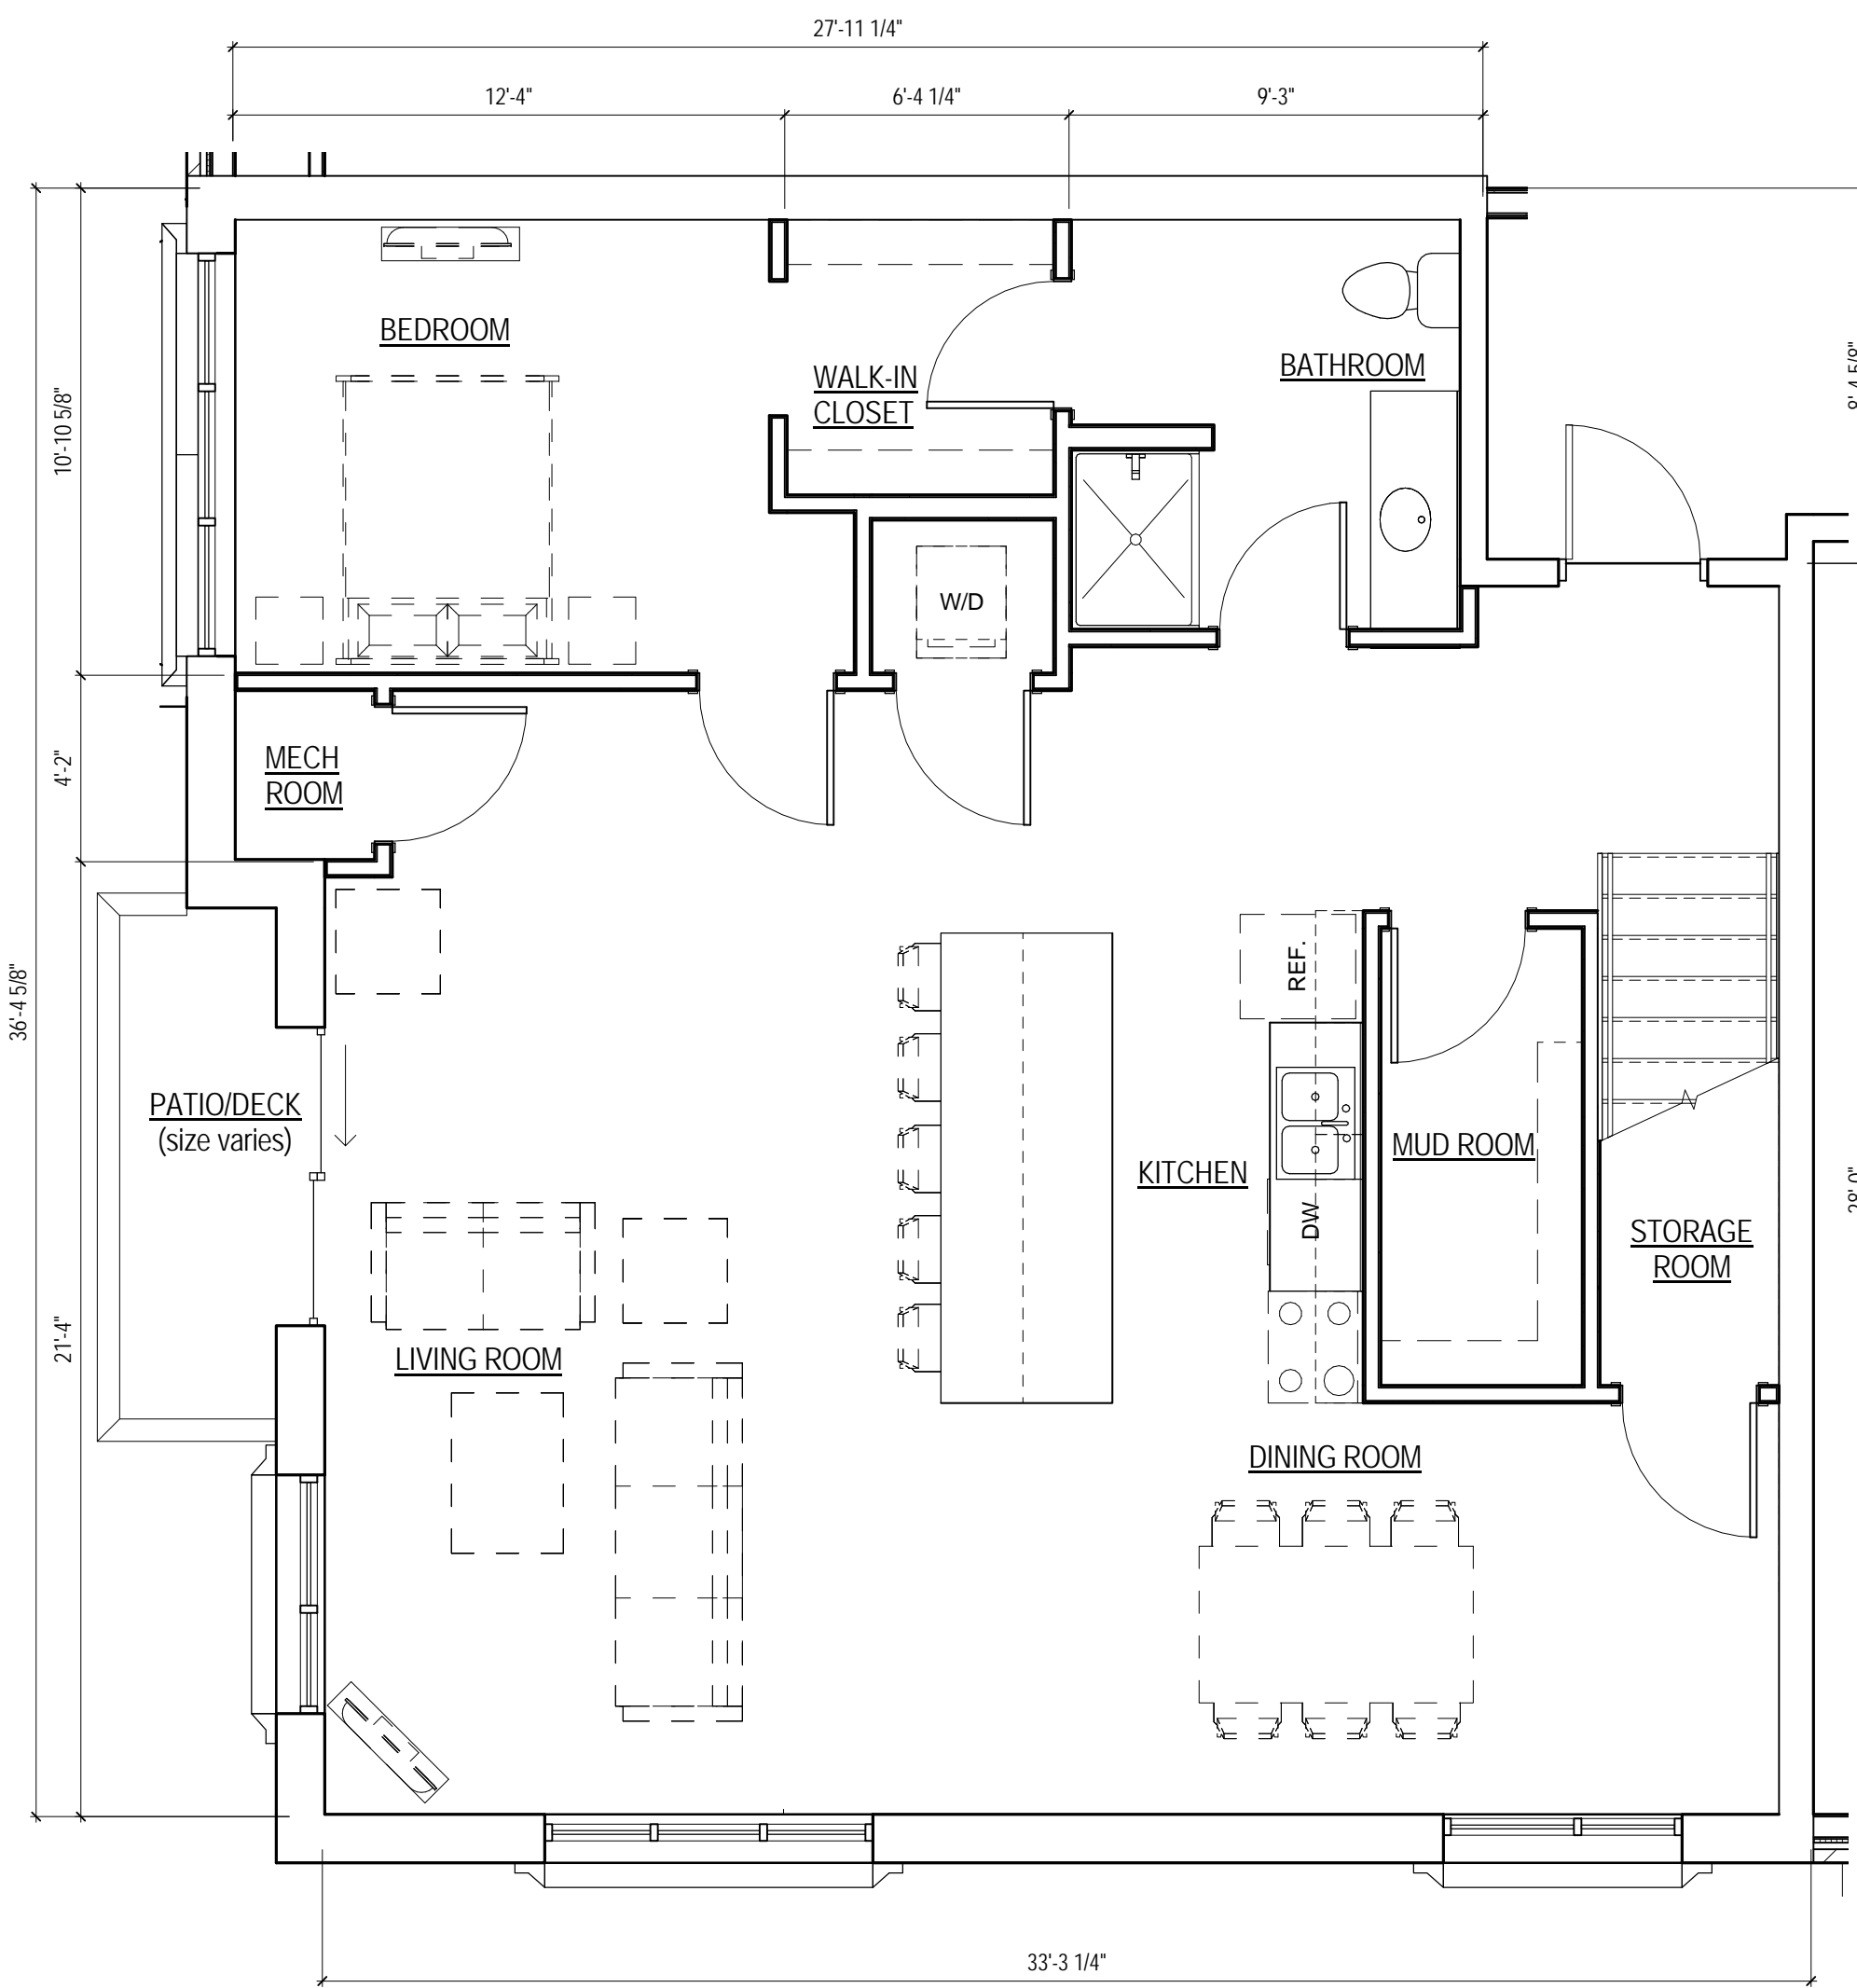 27'-11 1/4"
12'-4"
6'-4 1/4"
9'-3"
BEDROOM
WALK-IN
CLOSET
BATHROOM
10'-10 5/8"
W/D
MECH
ROOM
4'-2"
36'-4 5/8"
REF.
PATIO/DECK
(size varies)
KITCHEN
MUD ROOM
DW
STORAGE
ROOM
21'-4"
LIVING ROOM
DINING ROOM
33'-3 1/4"